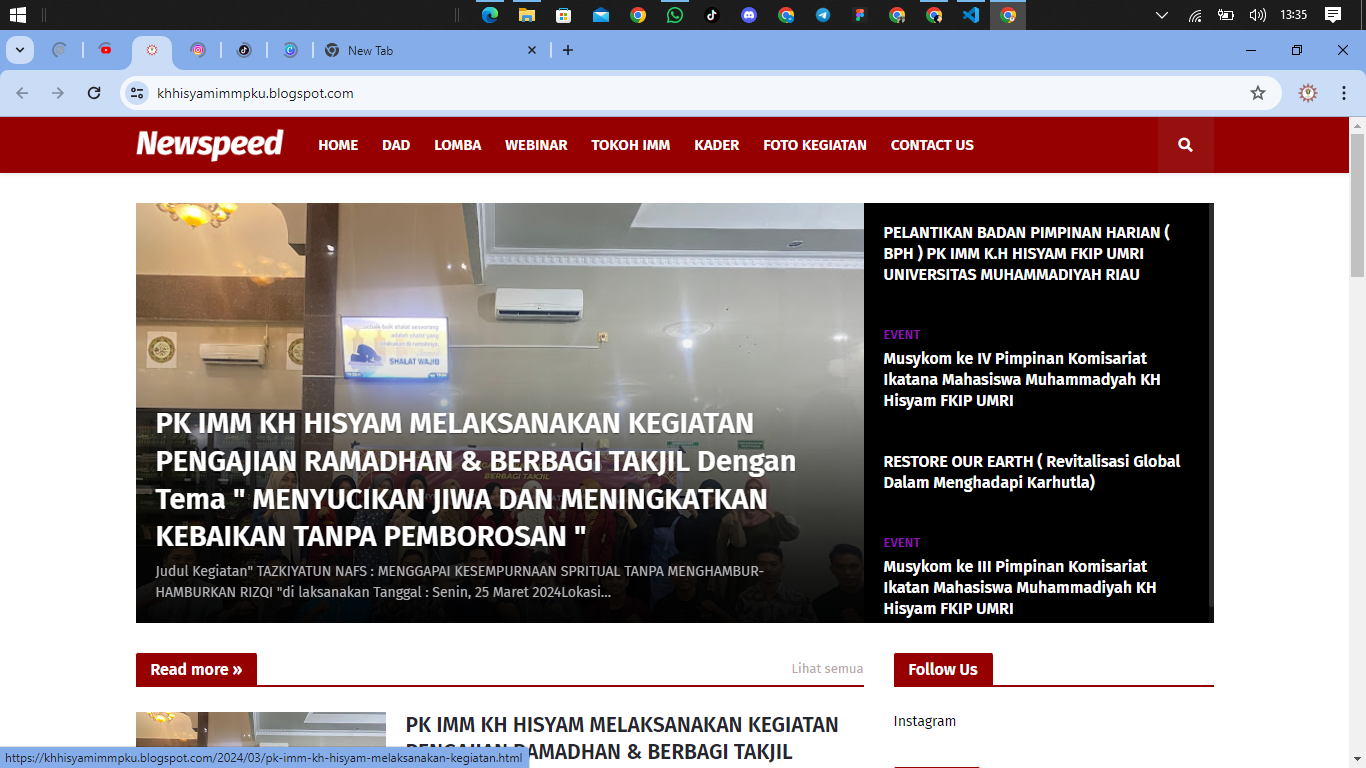 13:35
New Tab
khhisyamimmpku.blogspot.com
Newspeed
HOME DAD LOMBA WEBINAR TOKOH IMM KADER FOTO KEGIATAN CONTACT US
SHALAT WAJIB
BERBAGI TAKJIL
PK IMM KH HISYAM MELAKSANAKAN KEGIATAN
PENGAJIAN RAMADHAN & BERBAGI TAKJIL Dengan
Tema " MENYUCIKAN JIWA DAN MENINGKATKAN
KEBAIKAN TANPA PEMBOROSAN "
Judul Kegiatan" TAZKIYATUN NAFS : MENGGAPAI KESEMPURNAAN SPRITUAL TANPA MENGHAMBUR-
HAMBURKAN RIZQI "di laksanakan Tanggal : Senin, 25 Maret 2024Lokasi...
PELANTIKAN BADAN PIMPINAN HARIAN (
BPH ) PK IMM K.H HISYAM FKIP UMRI
UNIVERSITAS MUHAMMADIYAH RIAU
EVENT
Musykom ke IV Pimpinan Komisariat
Ikatana Mahasiswa Muhammadyah KH
Hisyam FKIP UMRI
RESTORE OUR EARTH ( Revitalisasi Global
Dalam Menghadapi Karhutla)
EVENT
Musykom ke III Pimpinan Komisariat
Ikatan Mahasiswa Muhammadiyah KH
Hisyam FKIP UMRI
Read more »
Lihat semua
Follow Us
PK IMM KH HISYAM MELAKSANAKAN KEGIATAN
PENGAJIAN RAMADHAN & BERBAGI TAKJIL
Instagram
https://khhisyamimmpku.blogspot.com/2024/03/pk-imm-kh-hisyam-melaksanakan-kegiatan.html